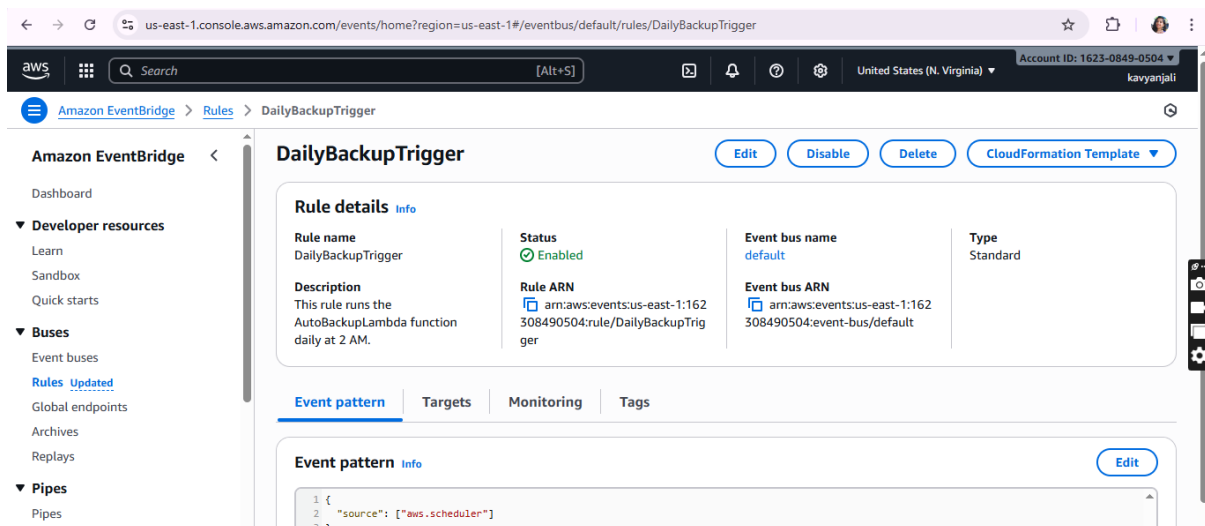 us-east-1.console.aws.amazon.com/events/home?region=us-east-1#/eventbus/default/rules/DailyBackupTrigger
aws
Search
[Alt+S]
United States (N. Virginia) ▼
Account ID: 1623-0849-0504 ▼
kavyanjali
Amazon EventBridge > Rules > DailyBackupTrigger
Amazon EventBridge
Dashboard
▼ Developer resources
Learn
Sandbox
Quick starts
▼ Buses
Event buses
Rules Updated
Global endpoints
Archives
Replays
▼ Pipes
Pipes
DailyBackupTrigger
Edit
Disable
Delete
CloudFormation Template ▼
Rule details Info
Rule name
DailyBackupTrigger
Status
Enabled
Event bus name
default
Type
Standard
Description
This rule runs the
AutoBackupLambda function
daily at 2 AM.
Rule ARN
arn:aws:events:us-east-1:162
308490504:rule/DailyBackupTrig
ger
Event bus ARN
arn:aws:events:us-east-1:162
308490504:event-bus/default
Event pattern
Targets
Monitoring
Tags
Event pattern Info
Edit
1 {
2 "source": ["aws.scheduler"]